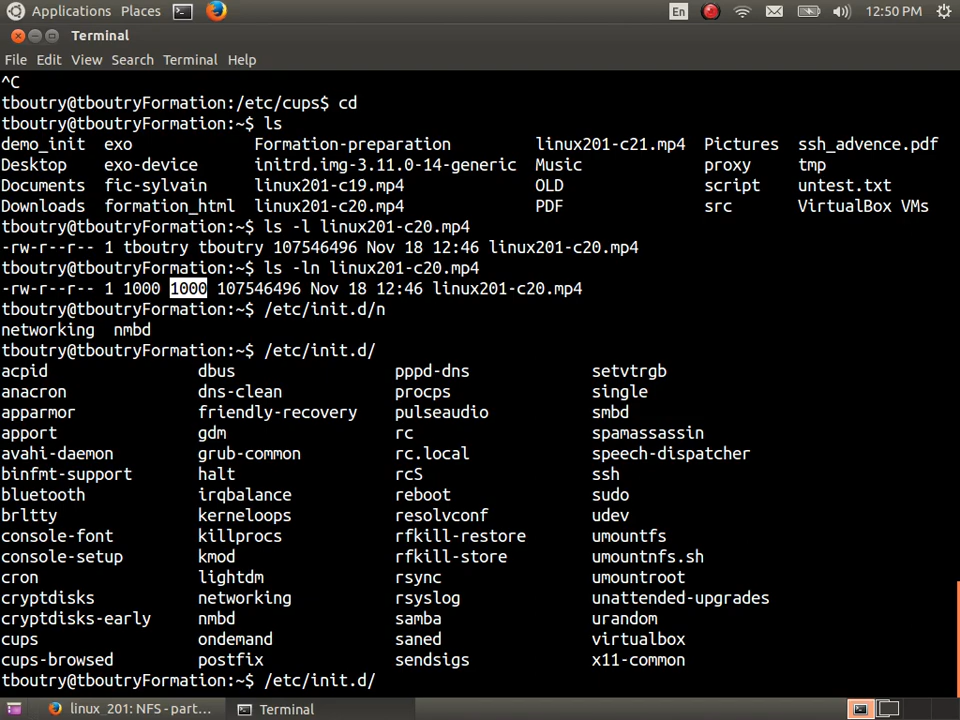 Applications Places En 12:50 PM
Terminal
File Edit View Search Terminal Help
^C
tboutry@tboutryFormation:/etc/cups$ cd
tboutry@tboutryFormation:~$ ls
demo_init exo Formation-preparation linux201-c21.mp4 Pictures ssh_advence.pdf
Desktop exo-device initrd.img-3.11.0-14-generic Music proxy tmp
Documents fic-sylvain linux201-c19.mp4 OLD script untest.txt
Downloads formation_html linux201-c20.mp4 PDF src VirtualBox VMs
tboutry@tboutryFormation:~$ ls -l linux201-c20.mp4
-rw-r--r-- 1 tboutry tboutry 107546496 Nov 18 12:46 linux201-c20.mp4
tboutry@tboutryFormation:~$ ls -ln linux201-c20.mp4
-rw-r--r-- 1 1000 1000 107546496 Nov 18 12:46 linux201-c20.mp4
tboutry@tboutryFormation:~$ /etc/init.d/n
networking nmbd
tboutry@tboutryFormation:~$ /etc/init.d/
acpid dbus pppd-dns setvtrgb
anacron dns-clean procps single
apparmor friendly-recovery pulseaudio smbd
apport gdm rc spamassassin
avahi-daemon grub-common rc.local speech-dispatcher
binfmt-support halt rcS ssh
bluetooth irqbalance reboot sudo
brltty kerneloops resolvconf udev
console-font killprocs rfkill-restore umountfs
console-setup kmod rfkill-store umountnfs.sh
cron lightdm rsync umountroot
cryptdisks networking rsyslog unattended-upgrades
cryptdisks-early nmbd samba urandom
cups ondemand saned virtualbox
cups-browsed postfix sendsigs x11-common
tboutry@tboutryFormation:~$ /etc/init.d/
linux_201: NFS - part... Terminal